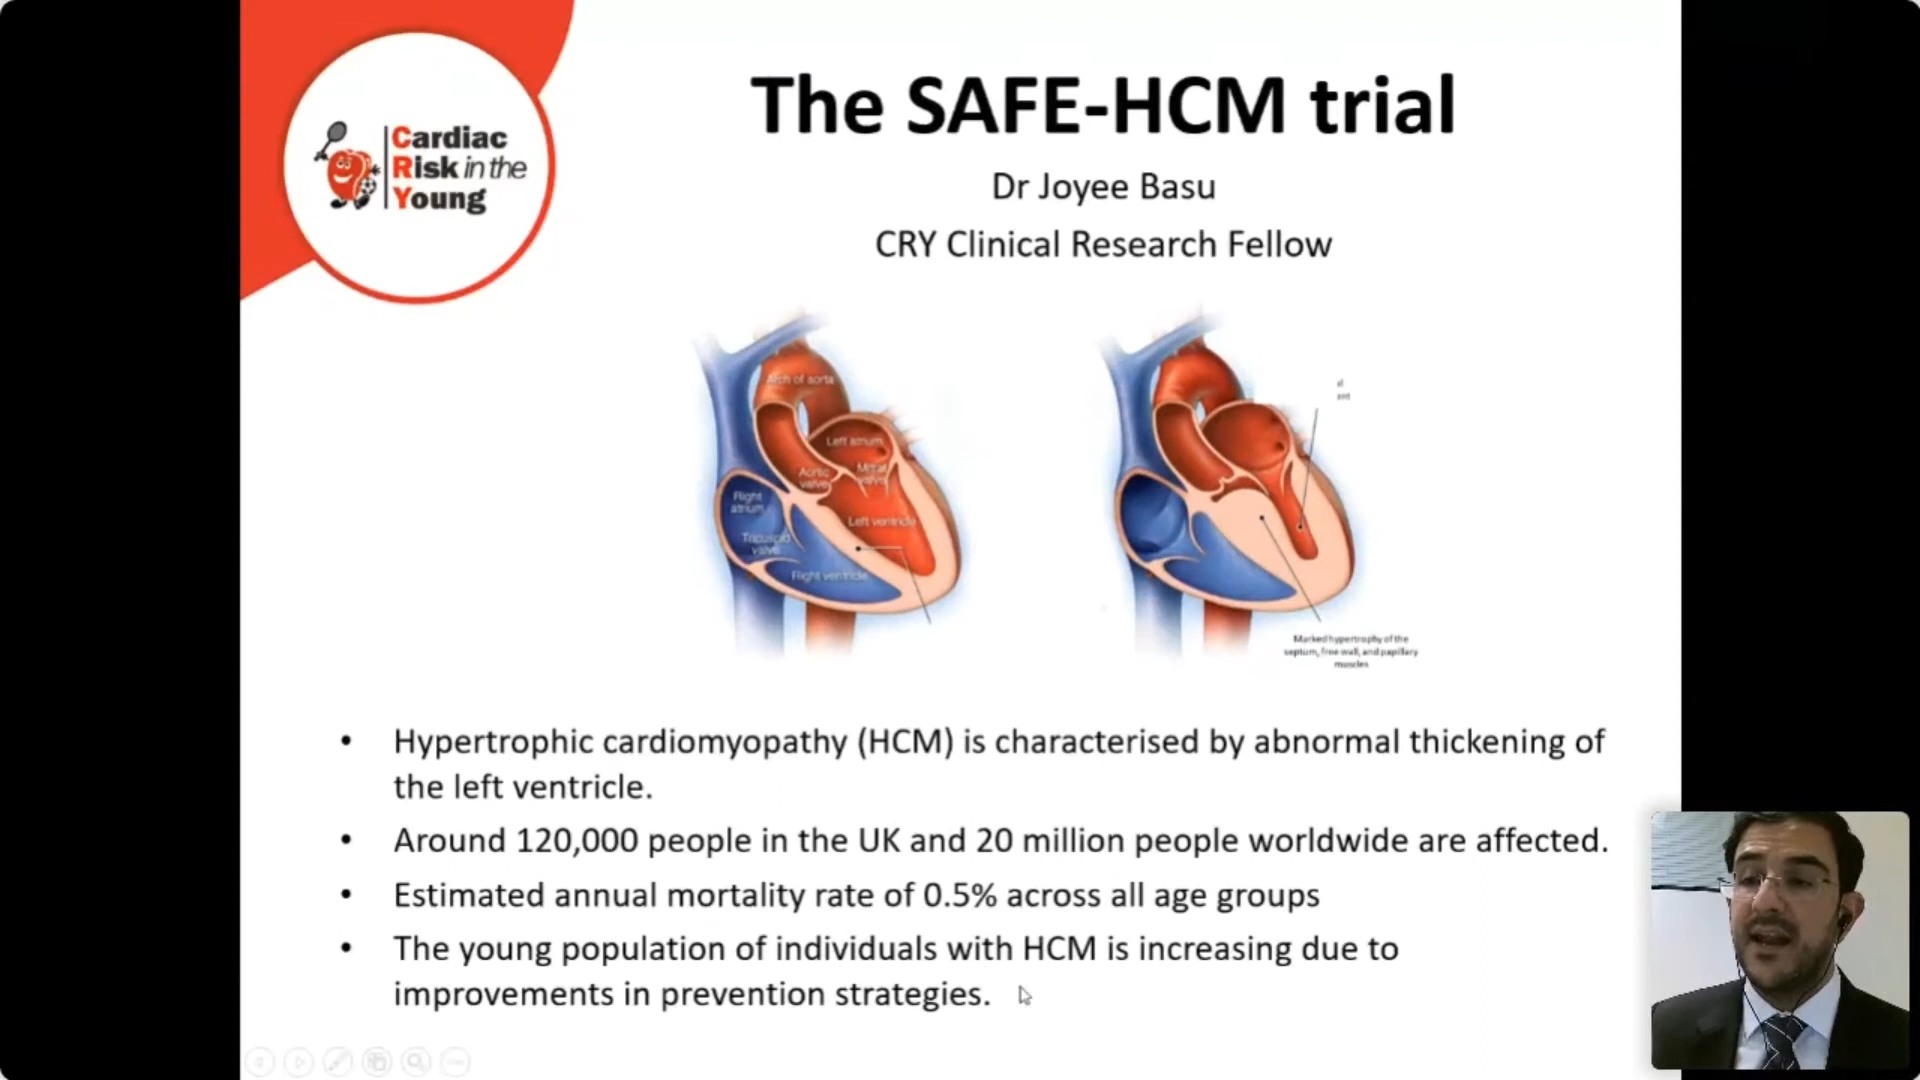 Cardiac
Risk in the
Young
The SAFE-HCM trial
Dr Joyee Basu
CRY Clinical Research Fellow
Arch of aorta
Left atrium
Aortic
valve
Mitral
valve
Right
atrium
Left ventricle
Tricuspid
valve
Right ventricle
Marked hypertrophy of the
septum, free wall, and papillary
muscles
• Hypertrophic cardiomyopathy (HCM) is characterised by abnormal thickening of
the left ventricle.
• Around 120,000 people in the UK and 20 million people worldwide are affected.
• Estimated annual mortality rate of 0.5% across all age groups
• The young population of individuals with HCM is increasing due to
improvements in prevention strategies.